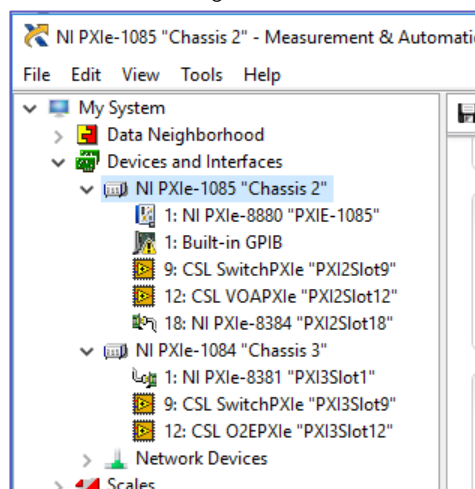 NI PXIe-1085 "Chassis 2" - Measurement & Automati
File Edit View Tools Help
My System
Data Neighborhood
Devices and Interfaces
NI PXIe-1085 "Chassis 2"
1: NI PXIe-8880 "PXIE-1085"
1: Built-in GPIB
9: CSL SwitchPXIe "PXI2Slot9"
12: CSL VOAPXIe "PXI2Slot12"
18: NI PXIe-8384 "PXI2Slot18"
NI PXIe-1084 "Chassis 3"
1: NI PXIe-8381 "PXI3Slot1"
9: CSL SwitchPXIe "PXI3Slot9"
12: CSL O2EPXIe "PXI3Slot12"
Network Devices
Scales